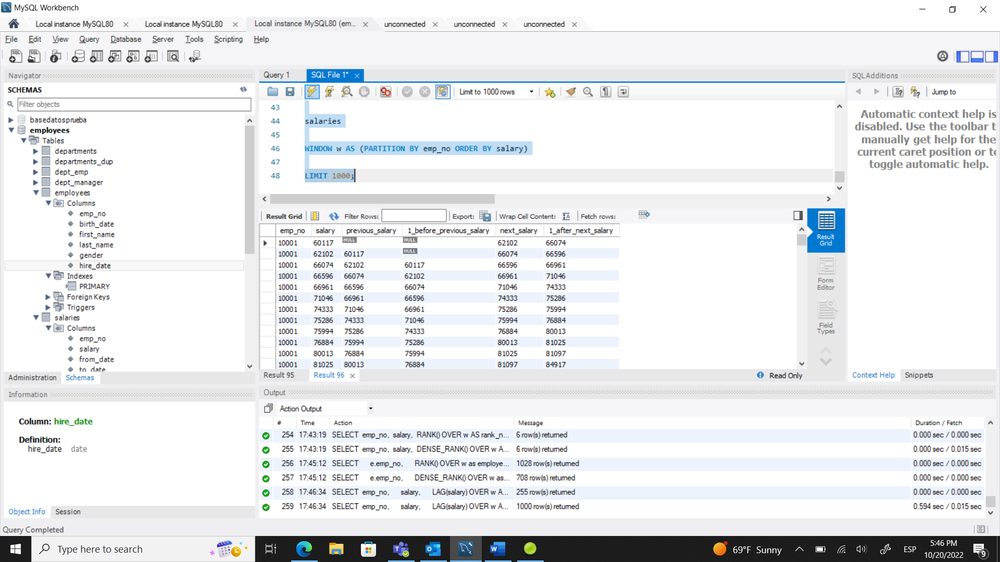 MySQL Workbench
Local instance MySQL80
Local instance MySQL80
Local instance MySQL80 (em...
unconnected
unconnected
unconnected
File Edit View Query Database Server Tools Scripting Help
Navigator
SCHEMAS
Filter objects
basedatosprueba
employees
Tables
departments
departments_dup
dept_emp
dept_manager
employees
Columns
emp_no
birth_date
first_name
last_name
gender
hire_date
Indexes
PRIMARY
Foreign Keys
Triggers
salaries
Columns
emp_no
salary
from_date
to_date
Administration Schemas
Information
Column: hire_date
Definition:
hire_date date
Object Info Session
Query Completed
Query 1 SQL File 1*
Limit to 1000 rows
43
44 salaries
45
46 WINDOW w AS (PARTITION BY emp_no ORDER BY salary)
47
48 LIMIT 1000;
Result Grid Filter Rows: Export: Wrap Cell Content: IA Fetch rows:
emp_no salary previous_salary 1_before_previous_salary next_salary 1_after_next_salary
10001 60117 NULL NULL 62102 66074
10001 62102 60117 NULL 66074 66596
10001 66074 62102 60117 66596 66961
10001 66596 66074 62102 66961 71046
10001 66961 66596 66074 71046 74333
10001 71046 66961 66596 74333 75286
10001 74333 71046 66961 75286 75994
10001 75286 74333 71046 75994 76884
10001 75994 75286 74333 76884 80013
10001 76884 75994 75286 80013 81025
10001 80013 76884 75994 81025 81097
10001 81025 80013 76884 81097 84917
Result Grid
Form Editor
Field Types
Result 95 Result 96 Read Only
SQLAdditions
Jump to
Automatic context help is
disabled. Use the toolbar t
manually get help for the
current caret position or to
toggle automatic help.
Context Help Snippets
Output
Action Output
# Time Action Message Duration / Fetch
254 17:43:19 SELECT emp_no, salary, RANK() OVER w AS rank_n... 6 row(s) returned 0.000 sec / 0.000 sec
255 17:43:19 SELECT emp_no, salary, DENSE_RANK() OVER w A... 6 row(s) returned 0.000 sec / 0.015 sec
256 17:45:12 SELECT e.emp_no, RANK() OVER w as employe... 1028 row(s) returned 0.000 sec / 0.000 sec
257 17:45:12 SELECT e.emp_no, DENSE_RANK() OVER w as... 708 row(s) returned 0.000 sec / 0.000 sec
258 17:46:34 SELECT emp_no, salary, LAG(salary) OVER w A... 255 row(s) returned 0.000 sec / 0.000 sec
259 17:46:34 SELECT emp_no, salary, LAG(salary) OVER w A... 1000 row(s) returned 0.594 sec / 0.015 sec
Type here to search
69°F Sunny
ESP
5:46 PM
10/20/2022
9